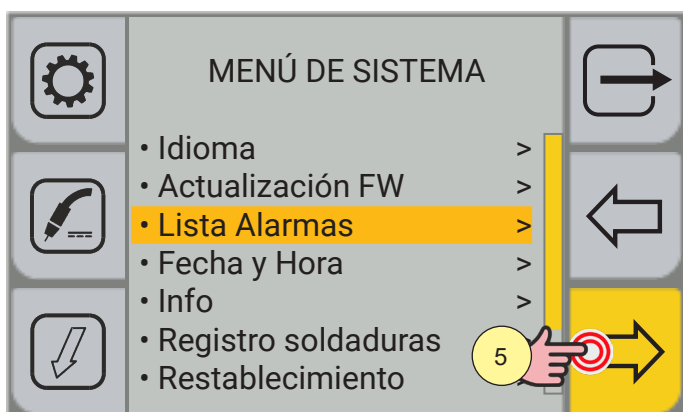 MENÚ DE SISTEMA
• Idioma >
• Actualización FW >
• Lista Alarmas >
• Fecha y Hora >
• Info >
• Registro soldaduras
• Restablecimiento >
5